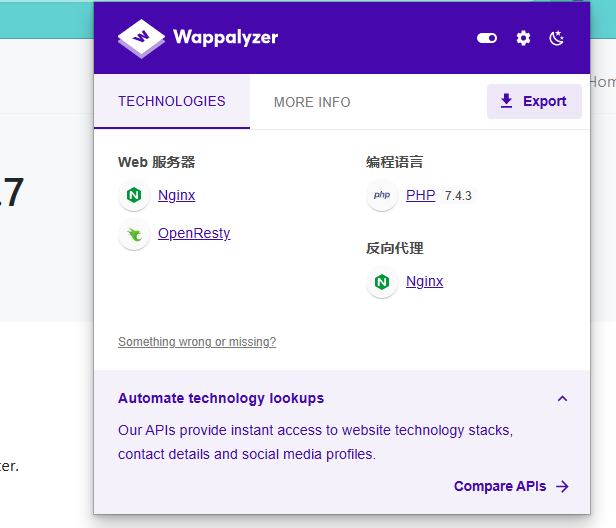 Wappalyzer
Hom
TECHNOLOGIES
MORE INFO
Export
.7
Web 服务器
Nginx
OpenResty
编程语言
php
PHP 7.4.3
反向代理
Nginx
Something wrong or missing?
Automate technology lookups
Our APIs provide instant access to website technology stacks,
contact details and social media profiles.
ter.
Compare APIs